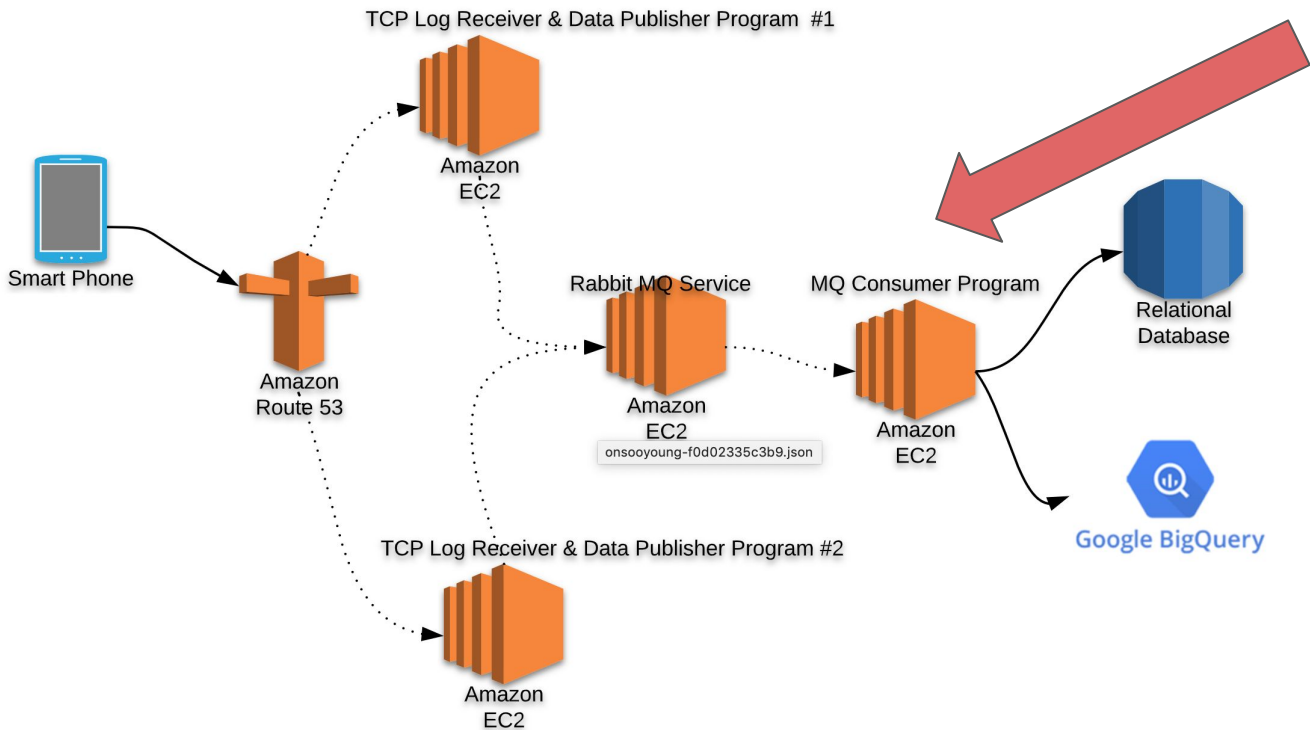 TCP Log Receiver & Data Publisher Program #1
Amazon
EC2
Smart Phone
Amazon
Route 53
Rabbit MQ Service
Amazon
EC2
onsooyoung-f0d02335c3b9.json
MQ Consumer Program
Amazon
EC2
Relational
Database
Google BigQuery
TCP Log Receiver & Data Publisher Program #2
Amazon
EC2